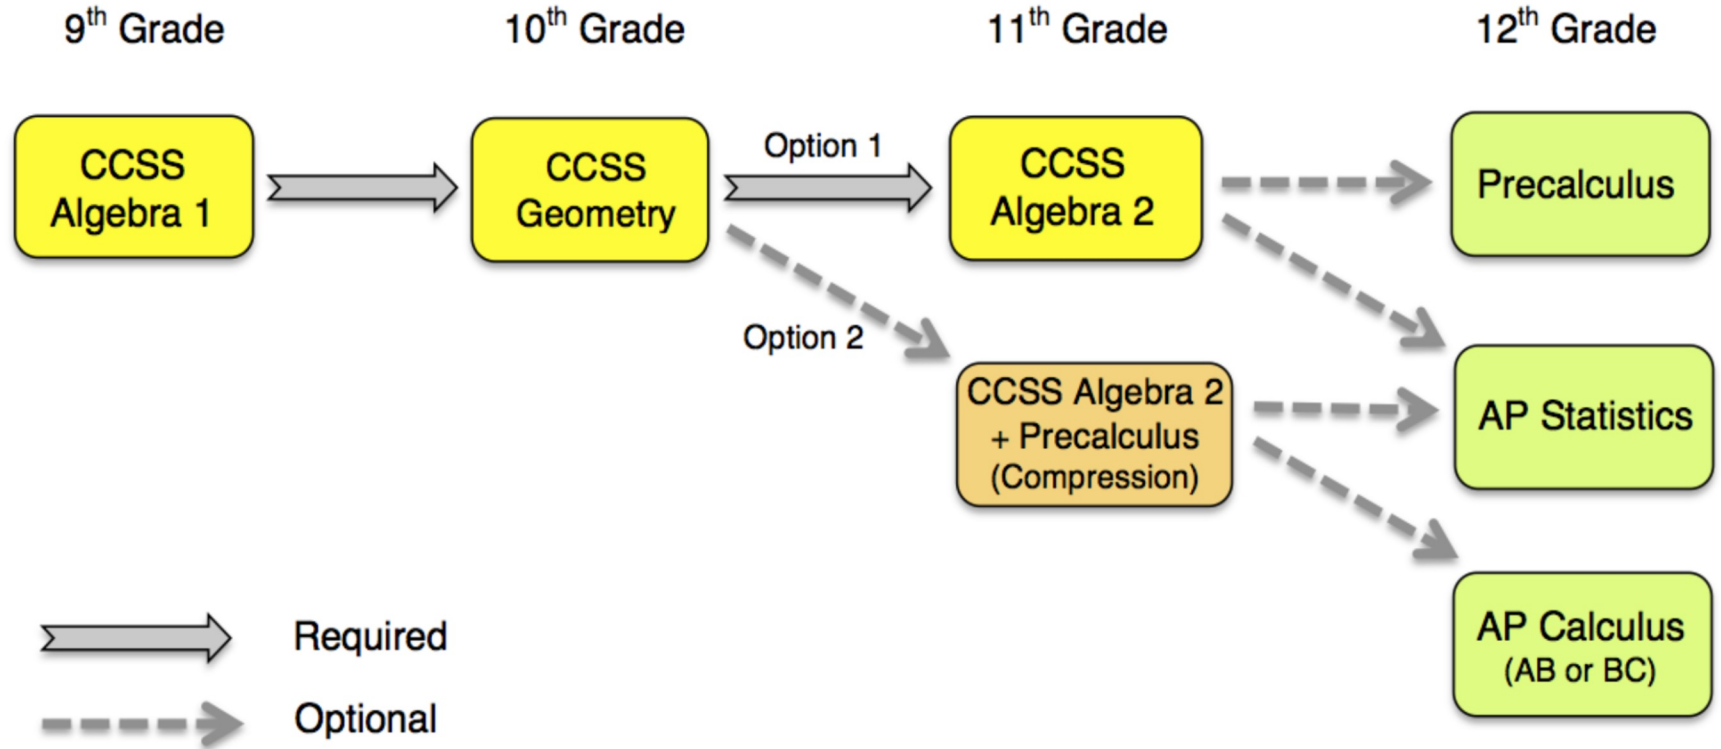 9th Grade
10th Grade
11th Grade
12th Grade
CCSS
Algebra 1
CCSS
Geometry
Option 1
CCSS
Algebra 2
Precalculus
Option 2
CCSS Algebra 2
+ Precalculus
(Compression)
AP Statistics
AP Calculus
(AB or BC)
Required
Optional